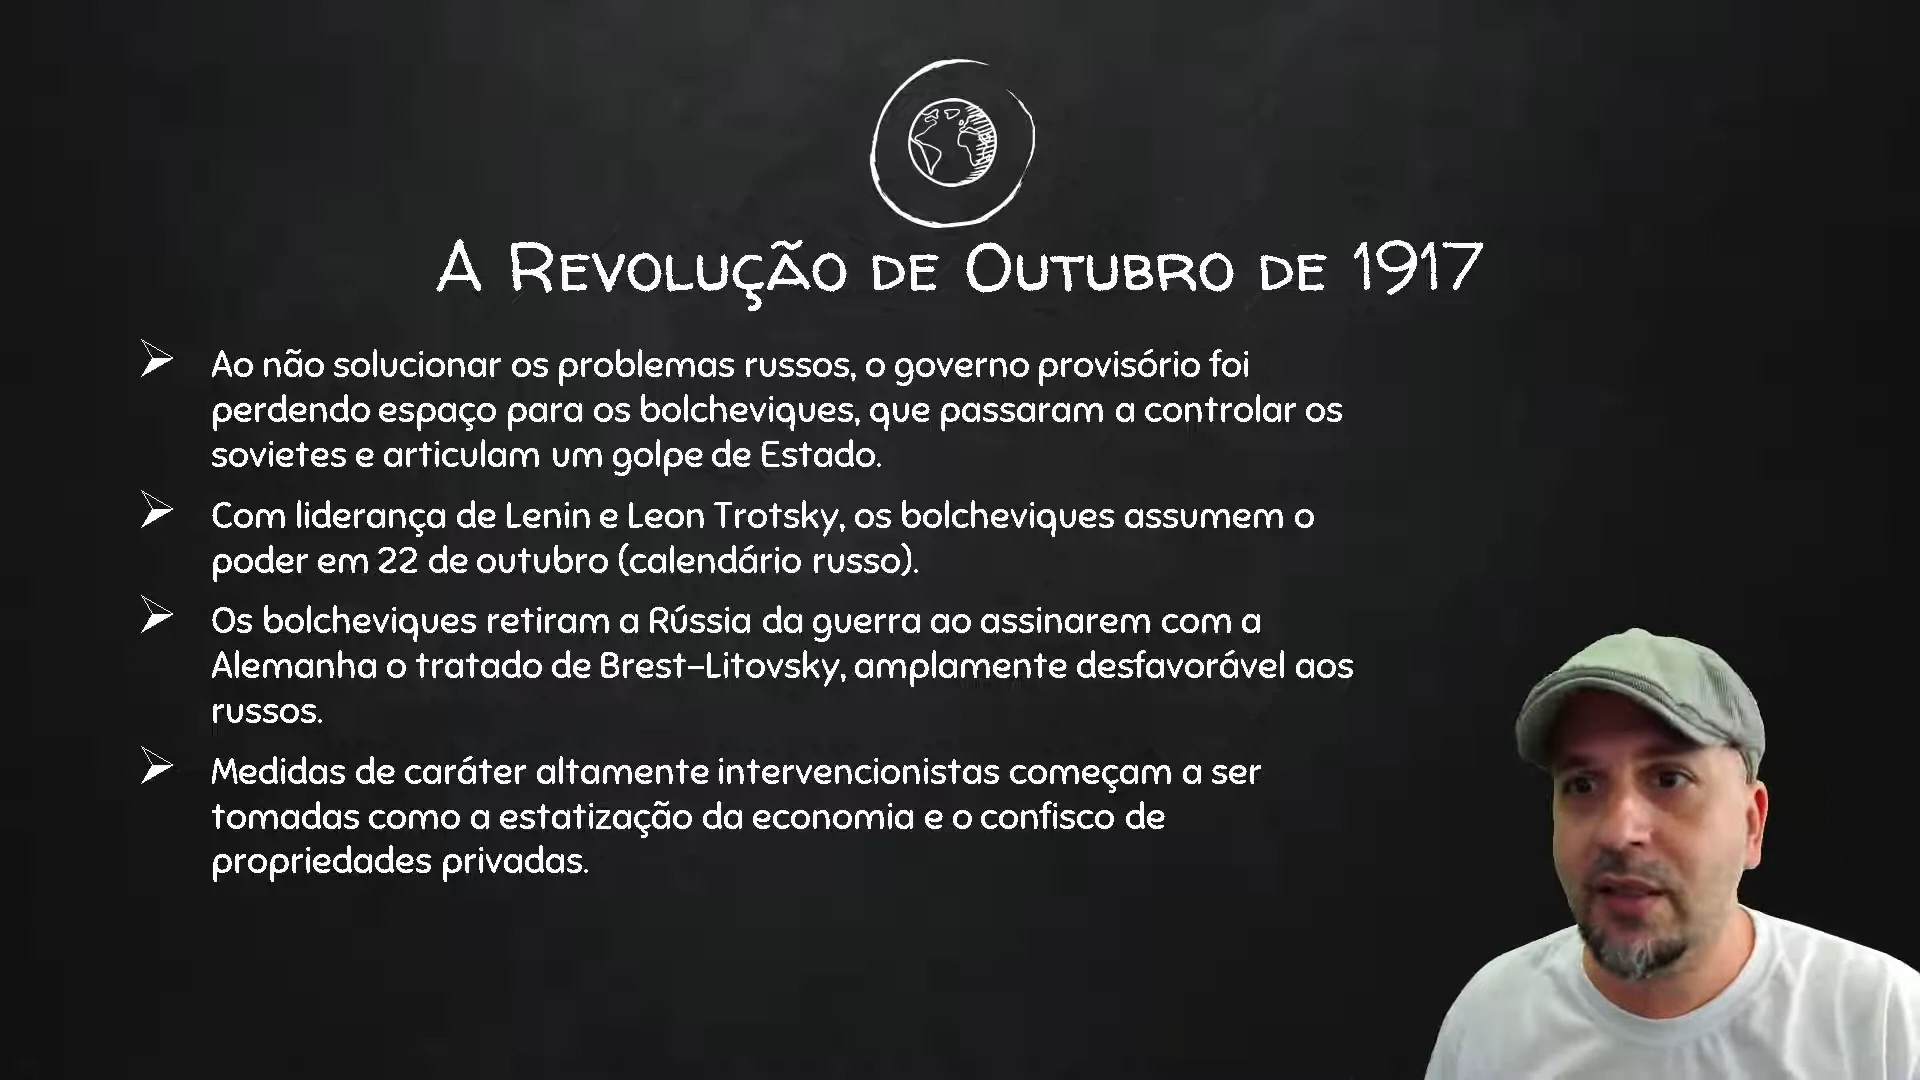 A Revolução de Outubro de 1917
Ao não solucionar os problemas russos, o governo provisório foi
perdendo espaço para os bolcheviques, que passaram a controlar os
sovietes e articulam um golpe de Estado.
Com liderança de Lenin e Leon Trotsky, os bolcheviques assumem o
poder em 22 de outubro (calendário russo).
Os bolcheviques retiram a Rússia da guerra ao assinarem com a
Alemanha o tratado de Brest-Litovsky, amplamente desfavorável aos
russos.
Medidas de caráter altamente intervencionistas começam a ser
tomadas como a estatização da economia e o confisco de
propriedades privadas.